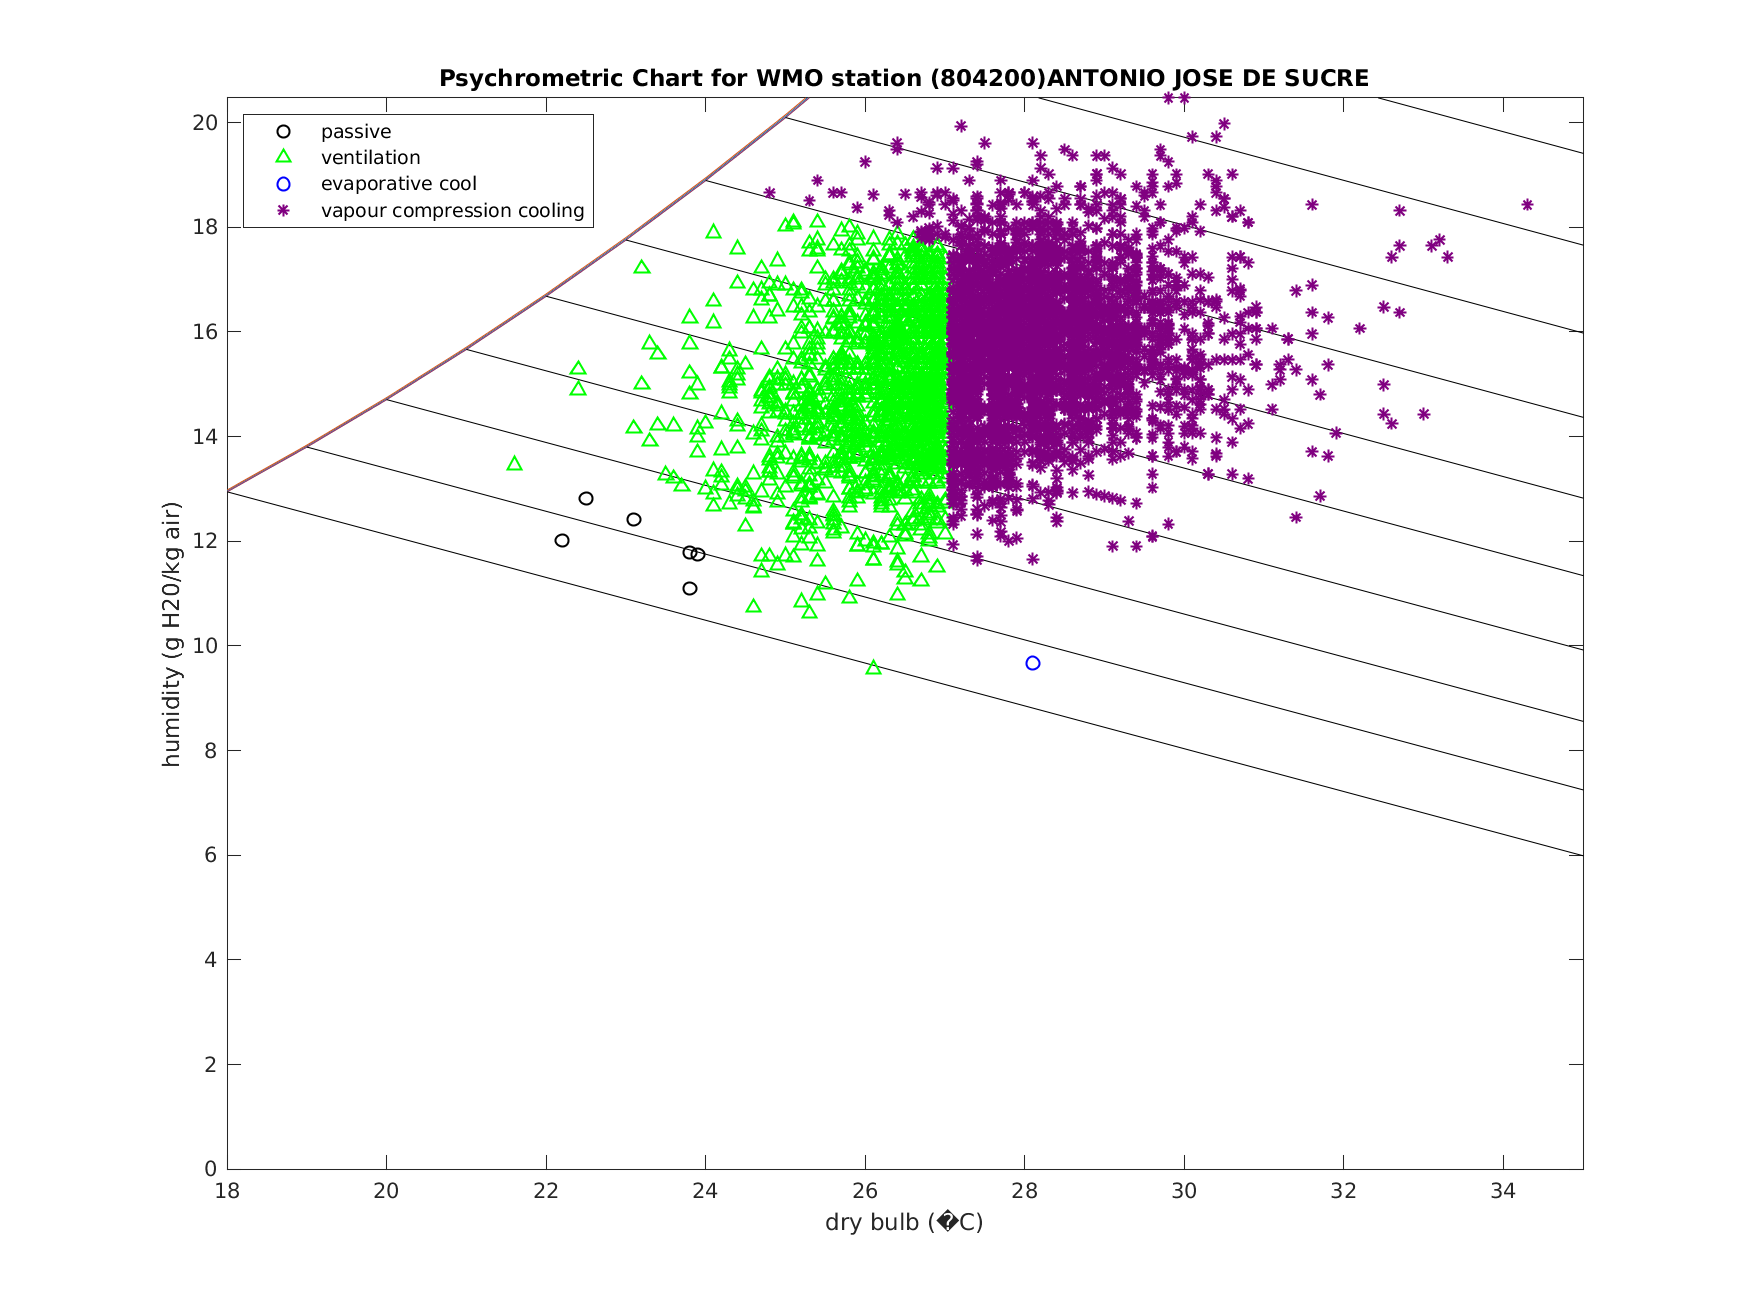 Psychrometric Chart for WMO station (804200)ANTONIO JOSE DE SUCRE
passive
ventilation
evaporative cool
vapour compression cooling
humidity (g H20/kg air)
20
18
16
14
12
10
8
6
4
2
0
18 20 22 24 26 28 30 32 34
dry bulb (�C)